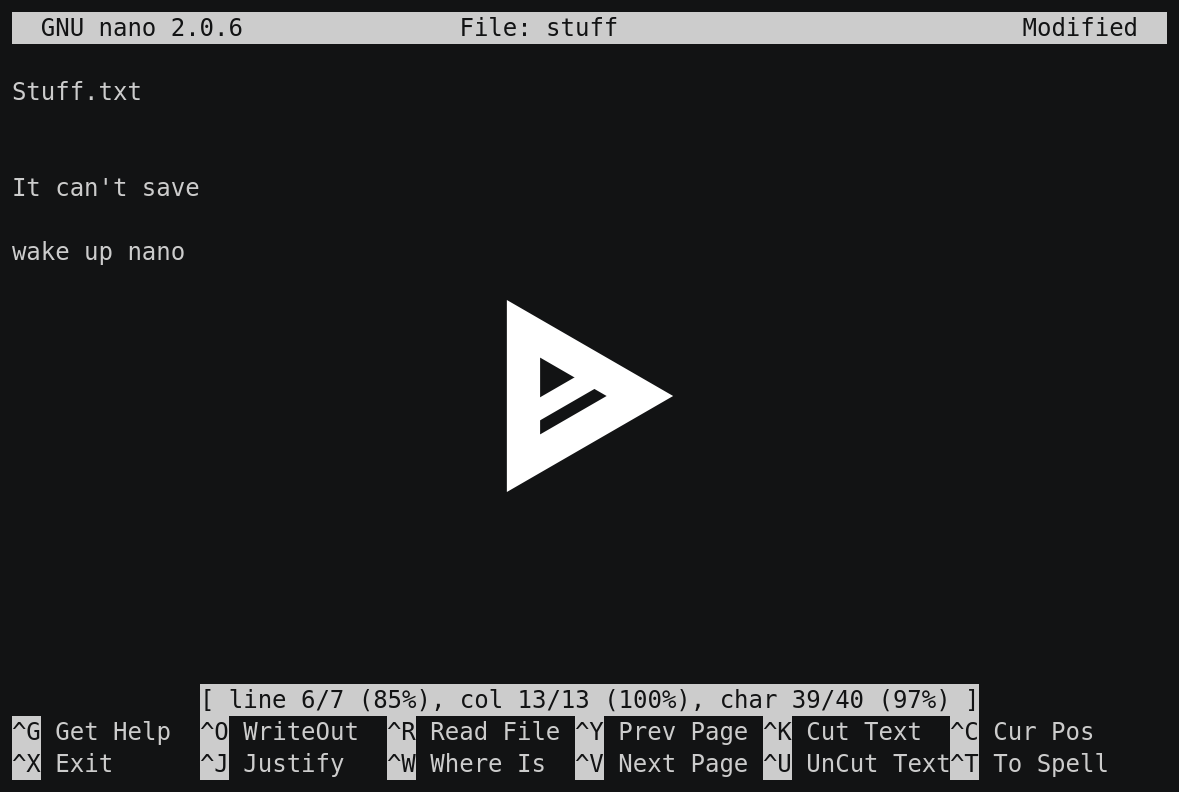 GNU nano 2.0.6 File: stuff Modified
Stuff.txt
It can't save
wake up nano
[ line 6/7 (85%), col 13/13 (100%), char 39/40 (97%) ]
^G Get Help ^O WriteOut ^R Read File ^Y Prev Page ^K Cut Text ^C Cur Pos
^X Exit ^J Justify ^W Where Is ^V Next Page ^U UnCut Text^T To Spell